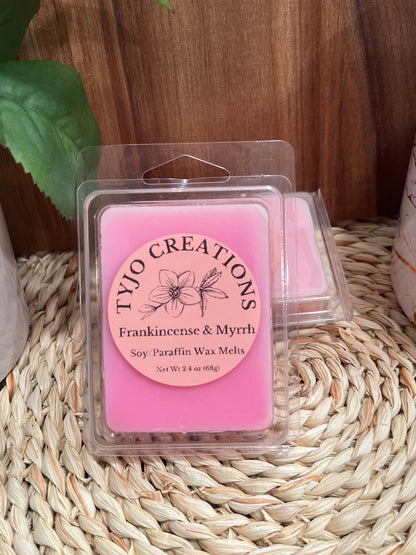 TYJO CREATIONS
Frankincense & Myrrh
Soy/Paraffin Wax Melts
Net Wt 2.4 oz (68g)